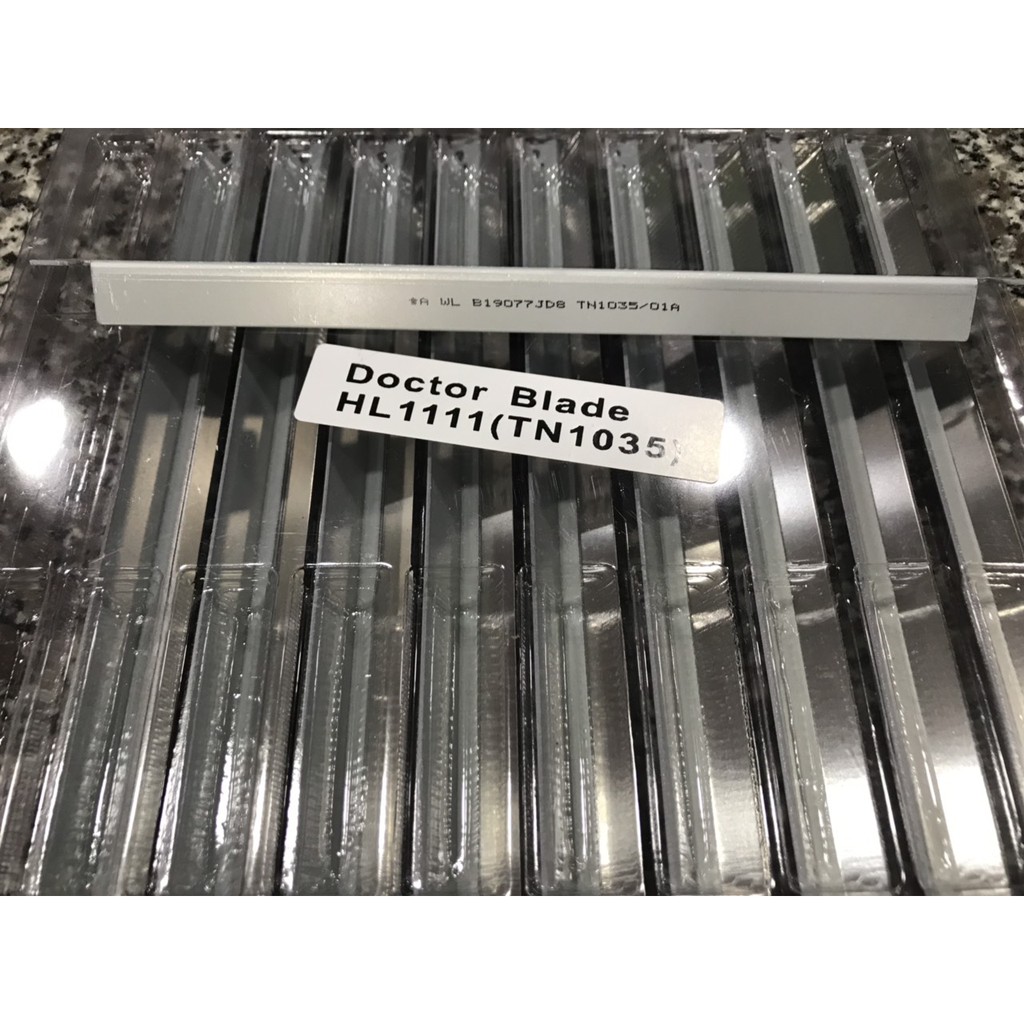 *A WL B19077JD8 TN1035/01A
Doctor Blade
HL1111(TN1035)